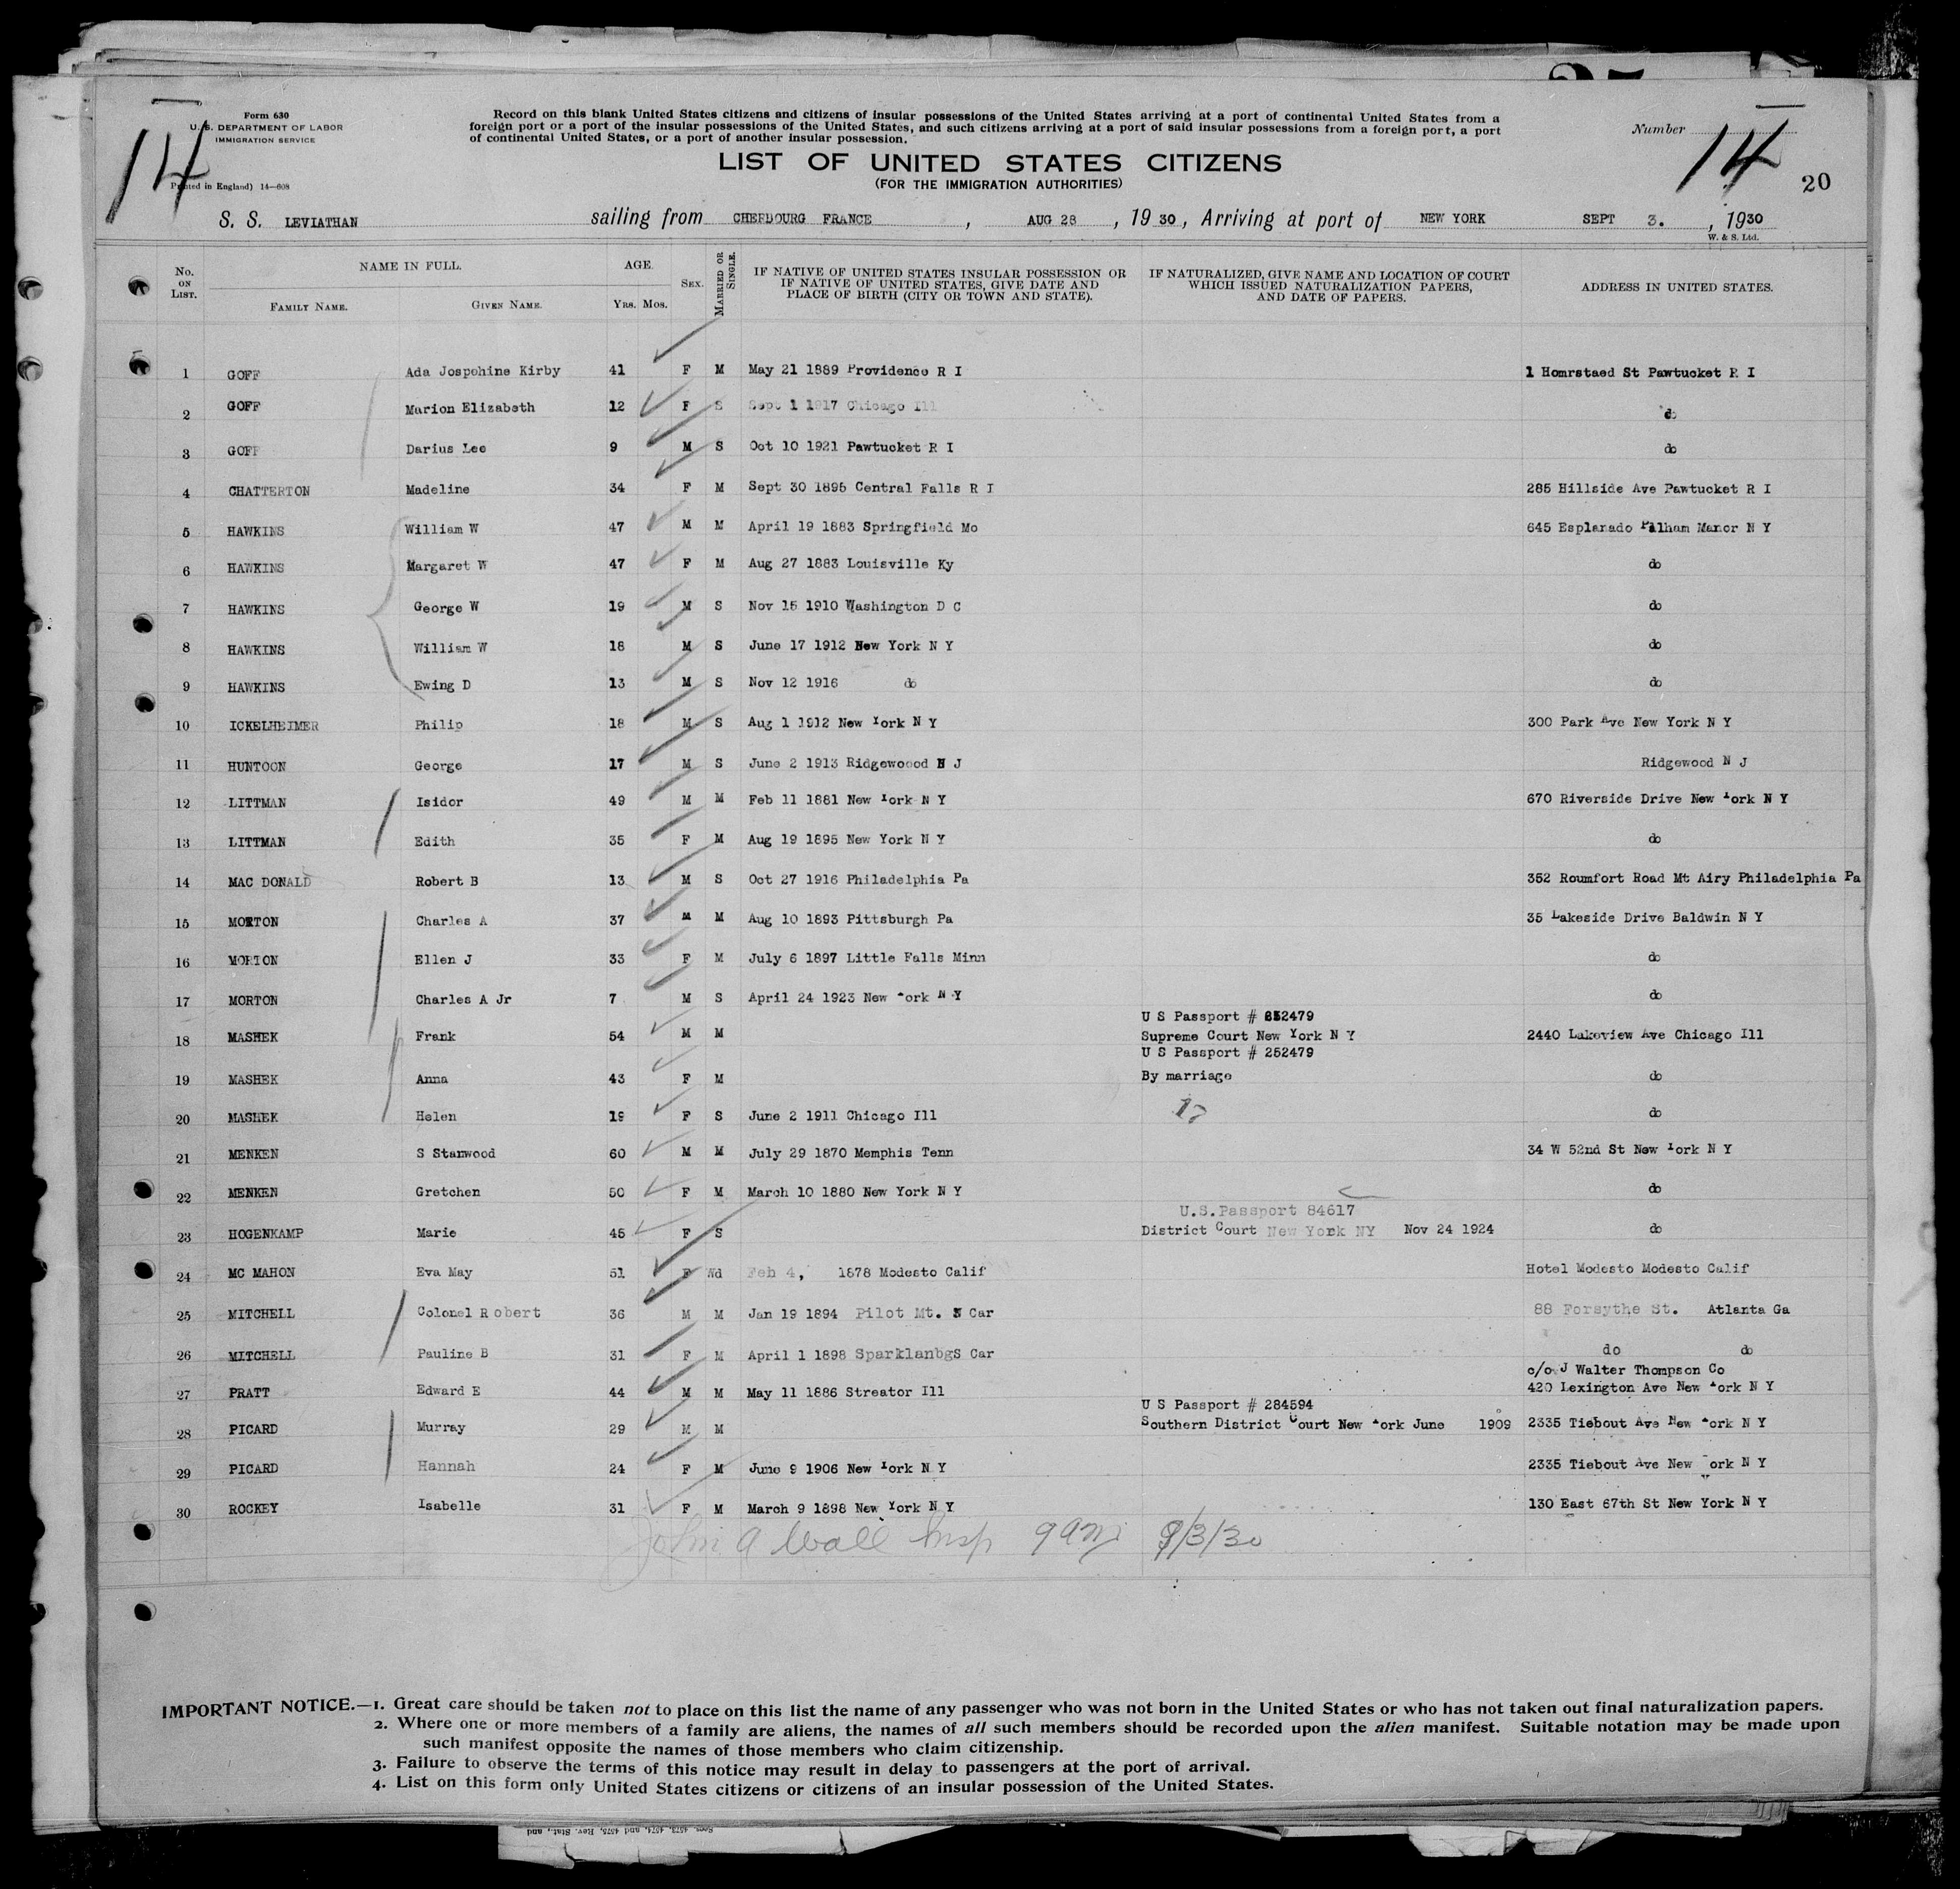 Form 630
U. S. DEPARTMENT OF LABOR
IMMIGRATION SERVICE
Printed in England) 14—608
14
Record on this blank United States citizens and citizens of insular possessions of the United States arriving at a port of continental United States from a
foreign port or a port of the insular possessions of the United States, and such citizens arriving at a port of said insular possessions from a foreign port, a port
of continental United States, or a port of another insular possession.
Number 14
20
LIST OF UNITED STATES CITIZENS
(FOR THE IMMIGRATION AUTHORITIES)
S. S. LEVIATHAN sailing from CHERBOURG FRANCE , AUG 28 , 19 30 , Arriving at port of NEW YORK SEPT 3. , 1930
W. & S. Ltd.
No. ON LIST. NAME IN FULL. AGE. SEX. MARRIED OR SINGLE. IF NATIVE OF UNITED STATES INSULAR POSSESSION OR IF NATIVE OF UNITED STATES, GIVE DATE AND PLACE OF BIRTH (CITY OR TOWN AND STATE). IF NATURALIZED, GIVE NAME AND LOCATION OF COURT WHICH ISSUED NATURALIZATION PAPERS, AND DATE OF PAPERS. ADDRESS IN UNITED STATES.
FAMILY NAME. GIVEN NAME. YRS. MOS.
1 GOFF Ada Jospehine Kirby 41 F M May 21 1889 Providence R I 1 Homrstaed St Pawtucket R I
2 GOFF Marion Elizabeth 12 F S Sept 1 1917 Chicago Ill do
3 GOFF Darius Lee 9 M S Oct 10 1921 Pawtucket R I do
4 CHATTERTON Madeline 34 F M Sept 30 1895 Central Falls R I 285 Hillside Ave Pawtucket R I
5 HAWKINS William W 47 M M April 19 1883 Springfield Mo 645 Esplanado Palham Manor N Y
6 HAWKINS Margaret W 47 F M Aug 27 1883 Louisville Ky do
7 HAWKINS George W 19 M S Nov 15 1910 Washington D C do
8 HAWKINS William W 18 M S June 17 1912 New York N Y do
9 HAWKINS Ewing D 13 M S Nov 12 1916 do do
10 ICKELHEIMER Philip 18 M S Aug 1 1912 New York N Y 300 Park Ave New York N Y
11 HUNTOON George 17 M S June 2 1913 Ridgewoood N J Ridgewood N J
12 LITTMAN Isidor 49 M M Feb 11 1881 New York N Y 670 Riverside Drive New York N Y
13 LITTMAN Edith 35 F M Aug 19 1895 New York N Y do
14 MAC DONALD Robert B 13 M S Oct 27 1916 Philadelphia Pa 352 Roumfort Road Mt Airy Philadelphia Pa
15 MORTON Charles A 37 M M Aug 10 1893 Pittsburgh Pa 35 Lakeside Drive Baldwin N Y
16 MORTON Ellen J 33 F M July 6 1897 Little Falls Minn do
17 MORTON Charles A Jr 7 M S April 24 1923 New York N Y do
U S Passport # 252479
18 MASHEK Frank 54 M M Supreme Court New York N Y 2440 Lakeview Ave Chicago Ill
U S Passport # 252479
19 MASHEK Anna 43 F M By marriage do
20 MASHEK Helen 19 F S June 2 1911 Chicago Ill do
21 MENKEN S Stanwood 60 M M July 29 1870 Memphis Tenn 34 W 52nd St New York N Y
22 MENKEN Gretchen 50 F M March 10 1880 New York N Y do
U.S.Passport 84617
23 HOGENKAMP Marie 45 F S District Court New York NY Nov 24 1924 do
24 MC MAHON Eva May 51 F Wd Feb 4, 1878 Modesto Calif Hotel Modesto Modesto Calif
25 MITCHELL Colonel Robert 36 M M Jan 19 1894 Pilot Mt. N Car 88 Forsythe St. Atlanta Ga
26 MITCHELL Pauline B 31 F M April 1 1898 SparklanbgS Car do do
c/o J Walter Thompson Co
27 PRATT Edward E 44 M M May 11 1886 Streator Ill 420 Lexington Ave New York N Y
U S Passport # 284594
28 PICARD Murray 29 M M Southern District Court New York June 1909 2335 Tiebout Ave New York N Y
29 PICARD Hannah 24 F M June 9 1906 New York N Y 2335 Tiebout Ave New York N Y
30 ROCKEY Isabelle 31 F M March 9 1898 New York N Y 130 East 67th St New York N Y
John A Wall Insp 9 am 9/3/30
IMPORTANT NOTICE.—1. Great care should be taken not to place on this list the name of any passenger who was not born in the United States or who has not taken out final naturalization papers.
2. Where one or more members of a family are aliens, the names of all such members should be recorded upon the alien manifest. Suitable notation may be made upon
such manifest opposite the names of those members who claim citizenship.
3. Failure to observe the terms of this notice may result in delay to passengers at the port of arrival.
4. List on this form only United States citizens or citizens of an insular possession of the United States.
Secs. 4573, 4574, and 4575, Rev. Stat., and